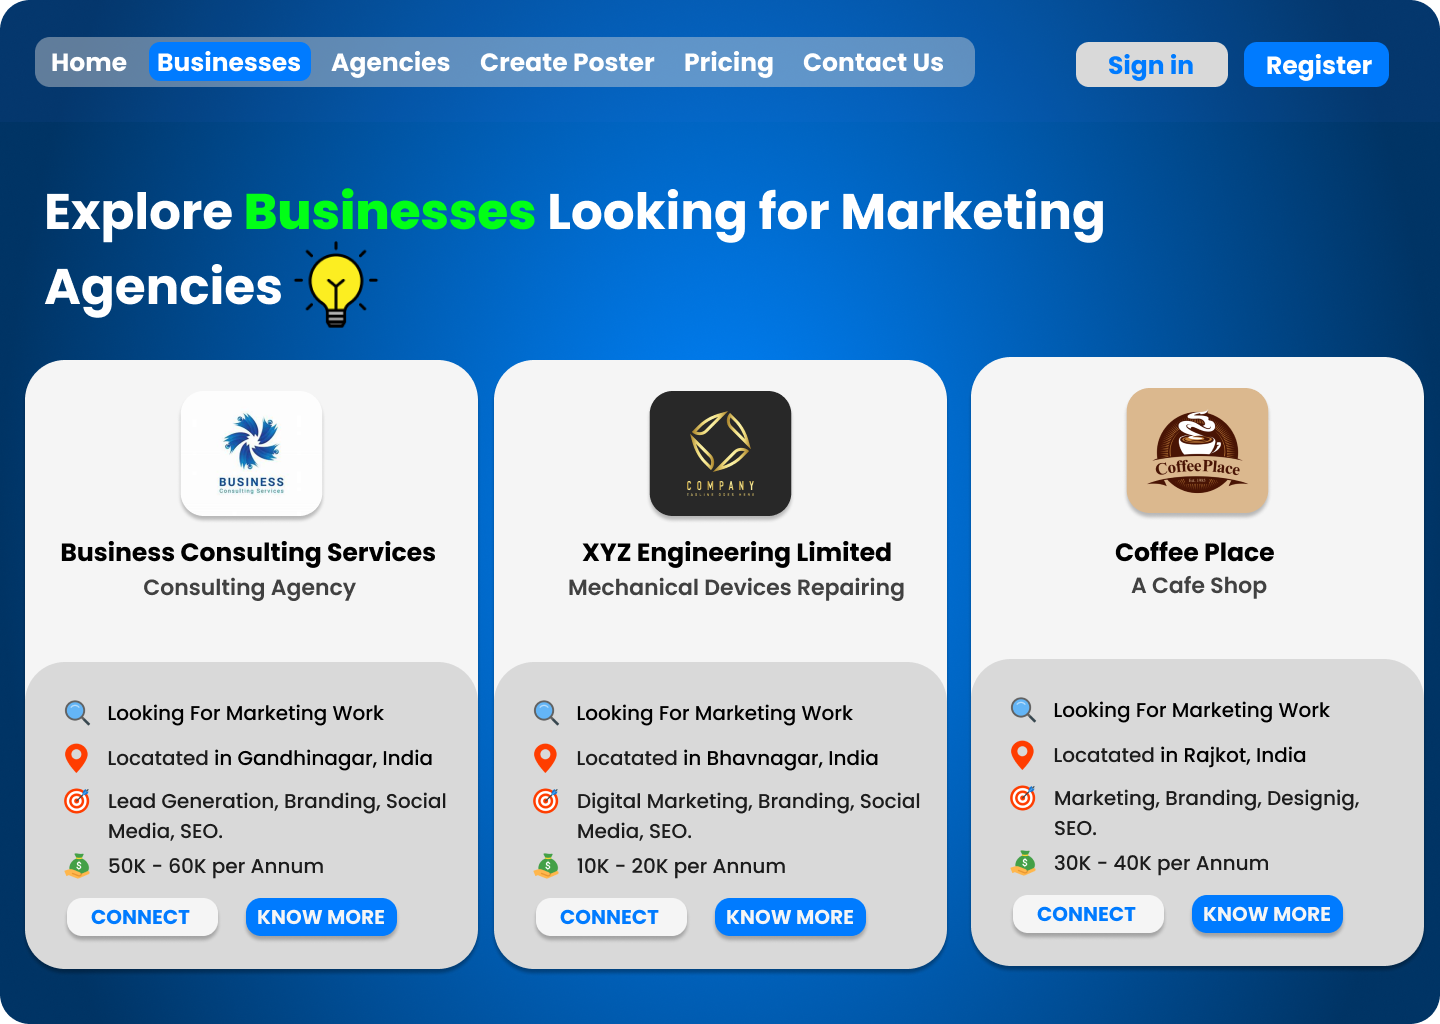 Home Businesses Agencies Create Poster Pricing Contact Us Sign in Register
Explore Businesses Looking for Marketing
Agencies
BUSINESS
Consulting Services
Business Consulting Services
Consulting Agency
Looking For Marketing Work
Locatated in Gandhinagar, India
Lead Generation, Branding, Social
Media, SEO.
$
50K - 60K per Annum
CONNECT KNOW MORE
COMPANY
TAGLINE GOES HERE
XYZ Engineering Limited
Mechanical Devices Repairing
Looking For Marketing Work
Locatated in Bhavnagar, India
Digital Marketing, Branding, Social
Media, SEO.
$
10K - 20K per Annum
CONNECT KNOW MORE
Coffee Place
Coffee Place
A Cafe Shop
Looking For Marketing Work
Locatated in Rajkot, India
Marketing, Branding, Designig,
SEO.
$
30K - 40K per Annum
CONNECT KNOW MORE